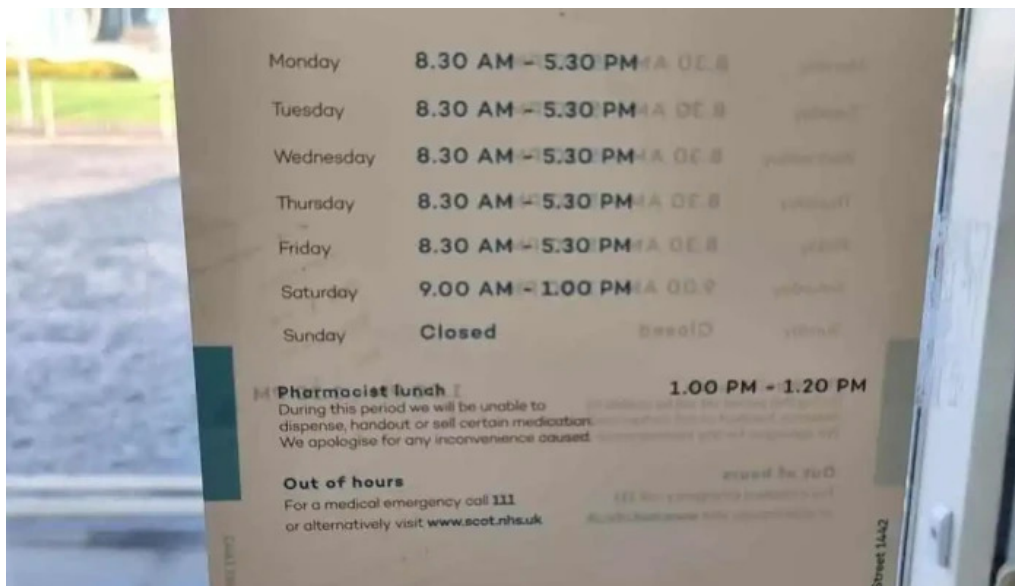 Monday 8.30 AM - 5.30 PM
Tuesday 8.30 AM - 5.30 PM
Wednesday 8.30 AM - 5.30 PM
Thursday 8.30 AM - 5.30 PM
Friday 8.30 AM - 5.30 PM
Saturday 9.00 AM - 1.00 PM
Sunday Closed
Pharmacist lunch 1.00 PM - 1.20 PM
During this period we will be unable to
dispense, handout or sell certain medication.
We apologise for any inconvenience caused.
Out of hours
For a medical emergency call 111
or alternatively visit www.scot.nhs.uk
Street 1442